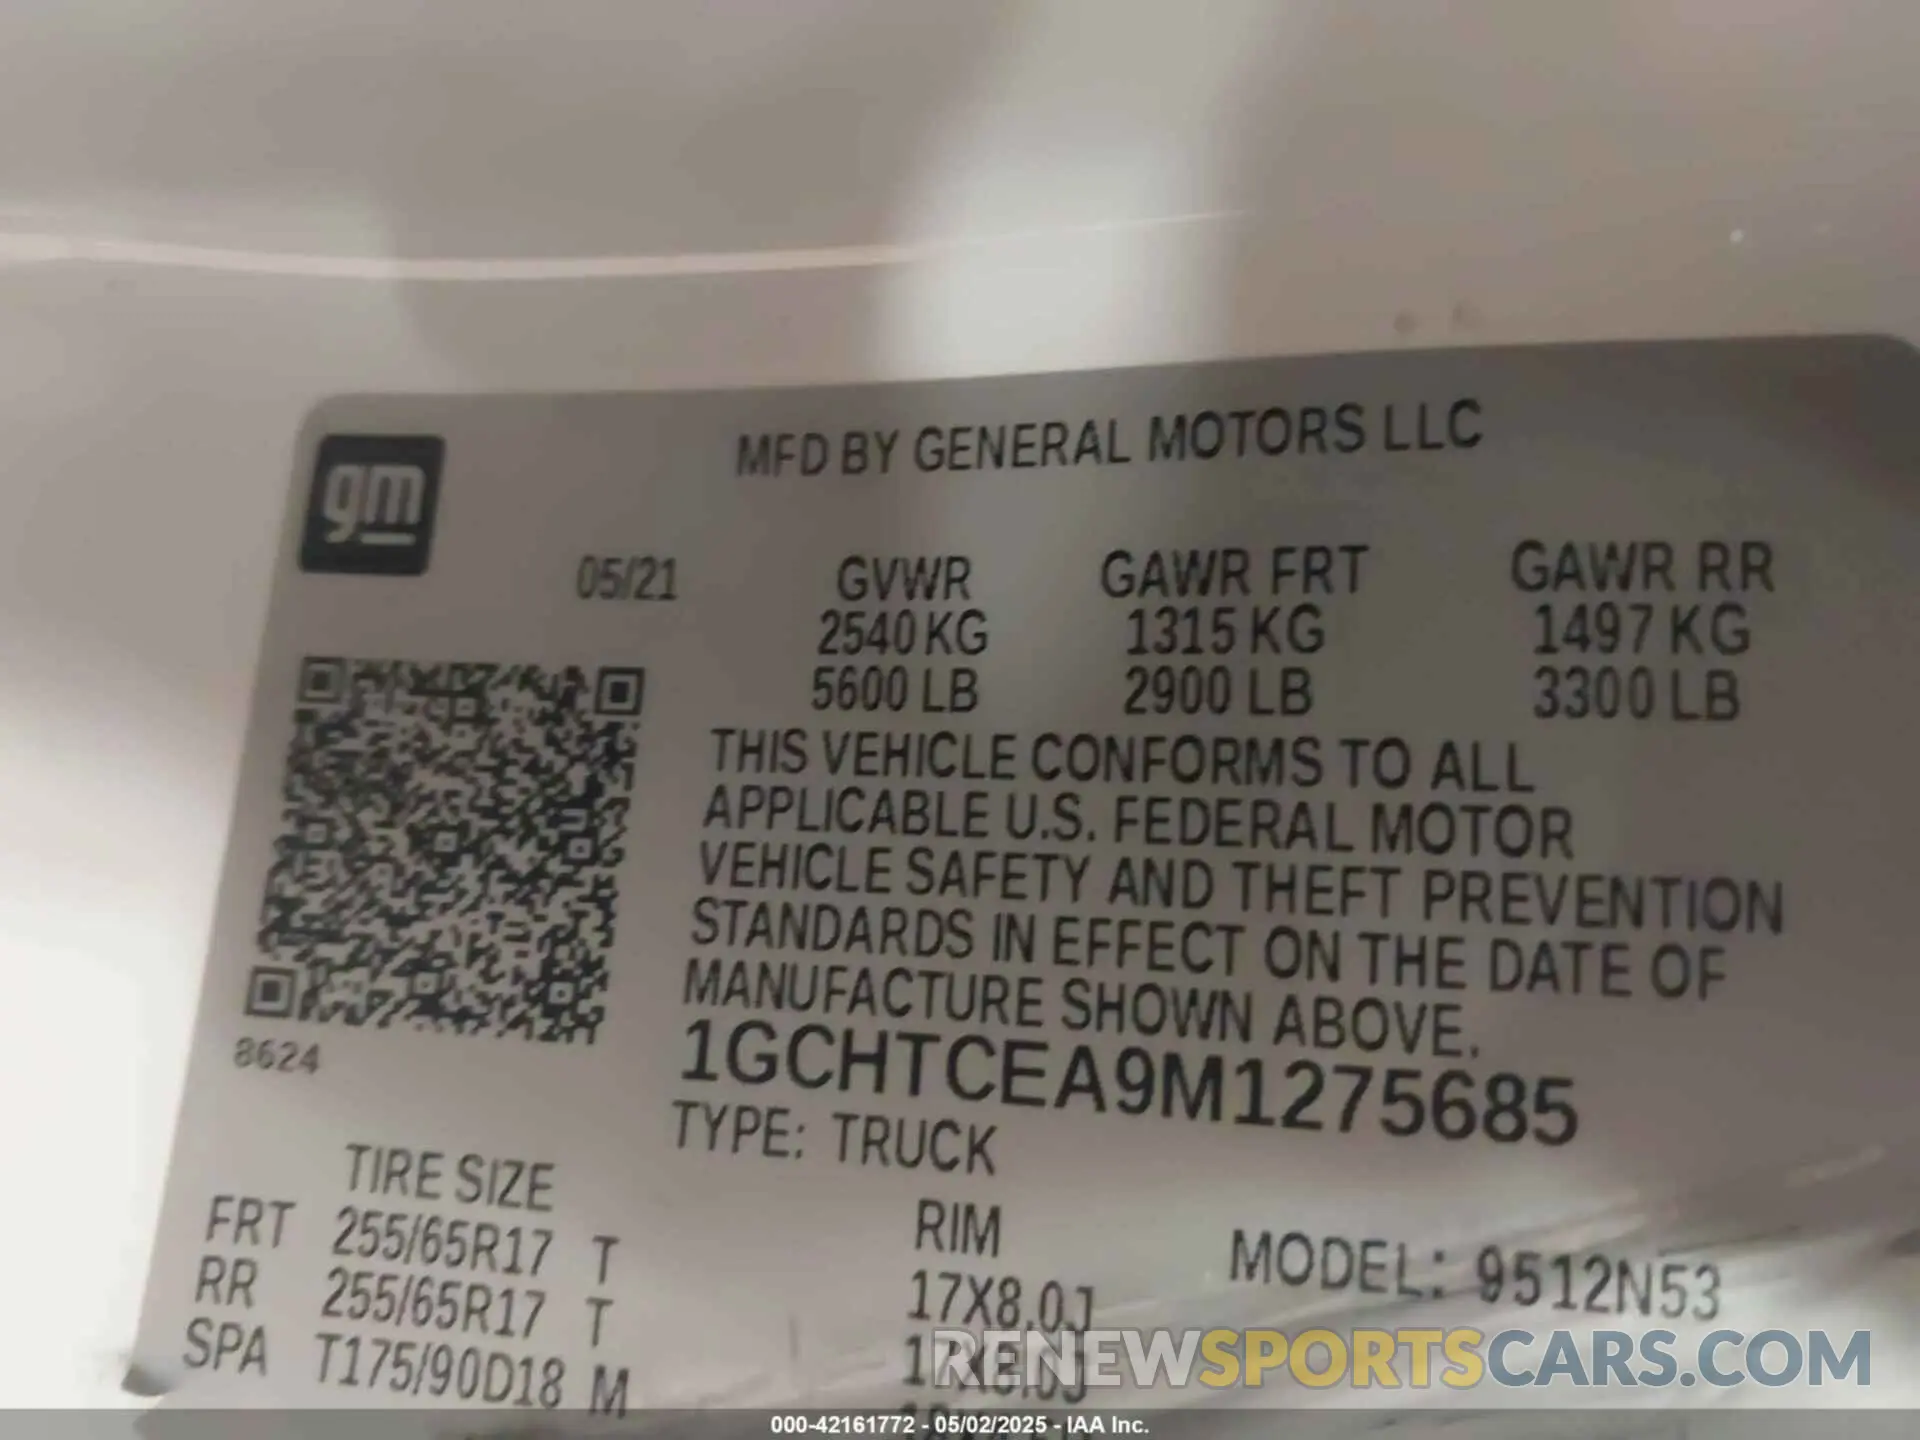 MFD BY GENERAL MOTORS LLC
gm
05/21 GVWR GAWR FRT GAWR RR
2540 KG 1315 KG 1497 KG
5600 LB 2900 LB 3300 LB
THIS VEHICLE CONFORMS TO ALL
APPLICABLE U.S. FEDERAL MOTOR
VEHICLE SAFETY AND THEFT PREVENTION
STANDARDS IN EFFECT ON THE DATE OF
MANUFACTURE SHOWN ABOVE.
8624
1GCHTCEA9M1275685
TYPE: TRUCK
TIRE SIZE RIM MODEL: 9512N53
FRT 255/65R17 T 17X8.0J
RR 255/65R17 T 17X8.0J
SPA T175/90D18 M
RENEWSPORTSCARS.COM
000-42161772 - 05/02/2025 - IAA Inc.